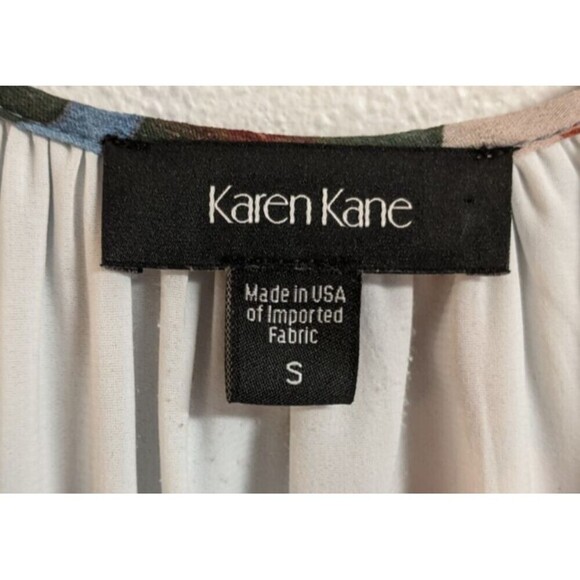 Karen Kane
Made in USA
of Imported
Fabric
S